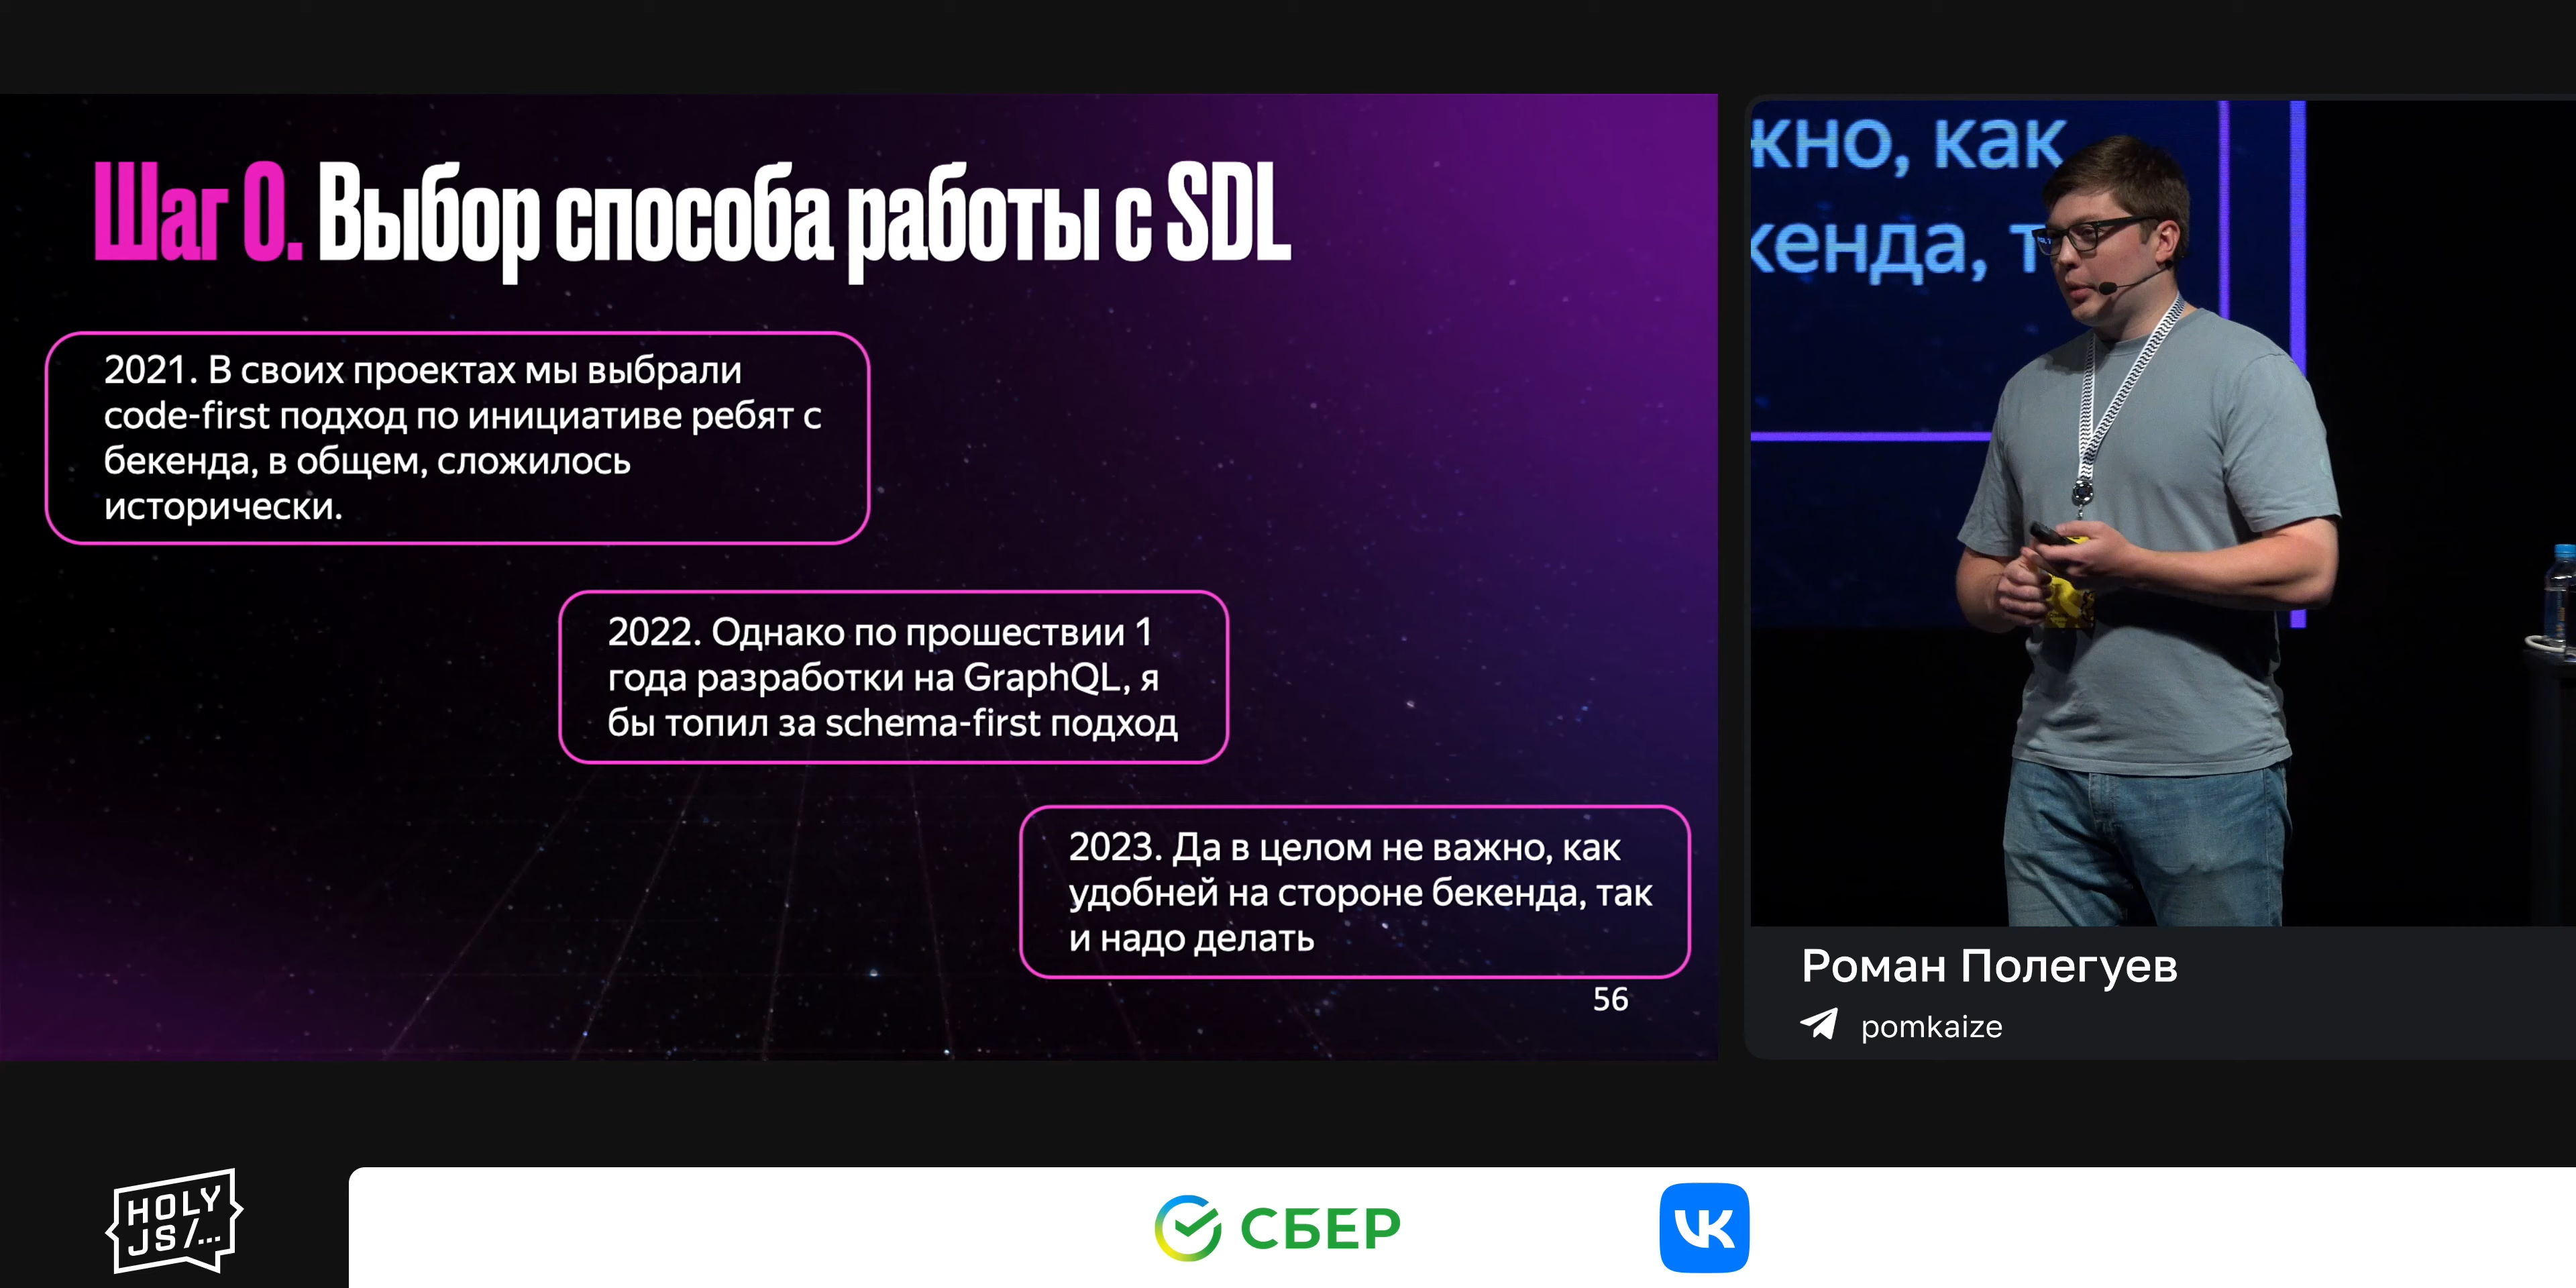 Шаг 0. Выбор способа работы с SDL
2021. В своих проектах мы выбрали
code-first подход по инициативе ребят с
бекенда, в общем, сложилось
исторически.
2022. Однако по прошествии 1
года разработки на GraphQL, я
бы топил за schema-first подход
2023. Да в целом не важно, как
удобней на стороне бекенда, так
и надо делать
56
жно, как
кенда, т
Роман Полегуев
pomkaize
HOLY
JS/...
СБЕР
VK